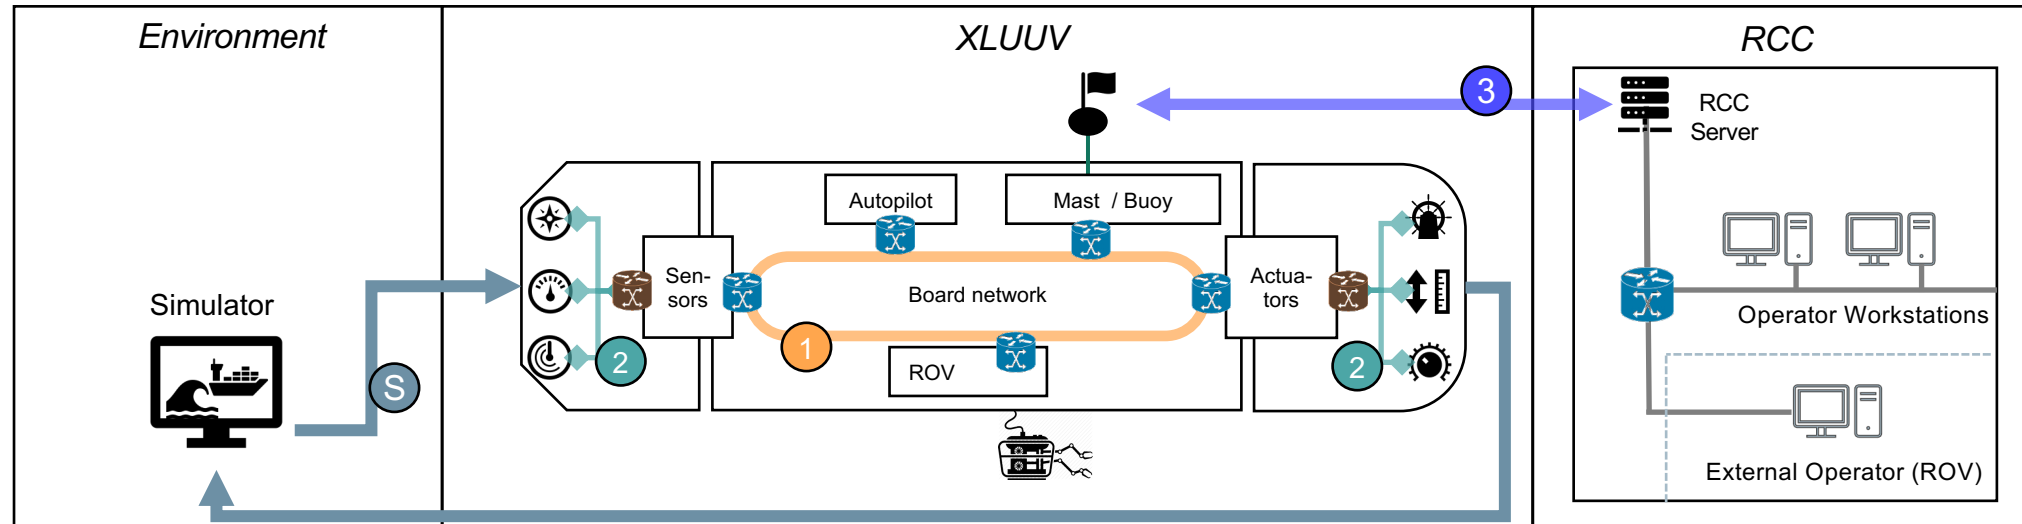 Environment
XLUUV
RCC
3
RCC
Server
Autopilot
Mast / Buoy
Sen-
sors
Board network
Actua-
tors
Simulator
Operator Workstations
S
2
1
ROV
2
External Operator (ROV)